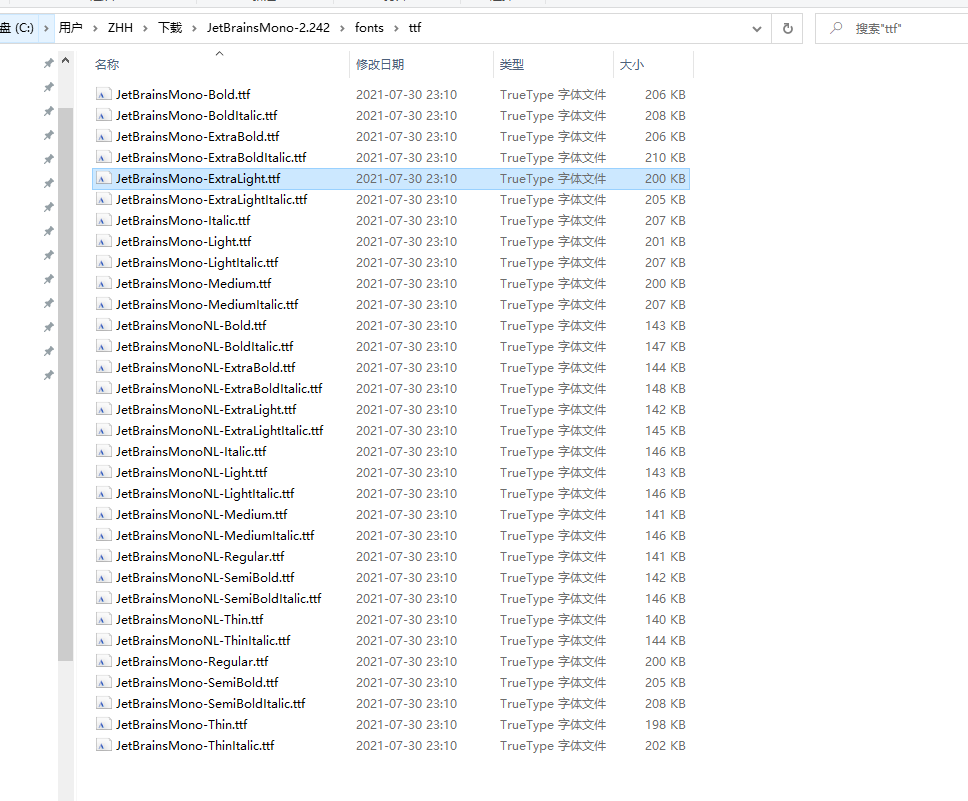 盘 (C:) › 用户 › ZHH › 下载 › JetBrainsMono-2.242 › fonts › ttf
搜索"ttf"
名称 修改日期 类型 大小
JetBrainsMono-Bold.ttf 2021-07-30 23:10 TrueType 字体文件 206 KB
JetBrainsMono-BoldItalic.ttf 2021-07-30 23:10 TrueType 字体文件 208 KB
JetBrainsMono-ExtraBold.ttf 2021-07-30 23:10 TrueType 字体文件 206 KB
JetBrainsMono-ExtraBoldItalic.ttf 2021-07-30 23:10 TrueType 字体文件 210 KB
JetBrainsMono-ExtraLight.ttf 2021-07-30 23:10 TrueType 字体文件 200 KB
JetBrainsMono-ExtraLightItalic.ttf 2021-07-30 23:10 TrueType 字体文件 205 KB
JetBrainsMono-Italic.ttf 2021-07-30 23:10 TrueType 字体文件 207 KB
JetBrainsMono-Light.ttf 2021-07-30 23:10 TrueType 字体文件 201 KB
JetBrainsMono-LightItalic.ttf 2021-07-30 23:10 TrueType 字体文件 207 KB
JetBrainsMono-Medium.ttf 2021-07-30 23:10 TrueType 字体文件 200 KB
JetBrainsMono-MediumItalic.ttf 2021-07-30 23:10 TrueType 字体文件 207 KB
JetBrainsMonoNL-Bold.ttf 2021-07-30 23:10 TrueType 字体文件 143 KB
JetBrainsMonoNL-BoldItalic.ttf 2021-07-30 23:10 TrueType 字体文件 147 KB
JetBrainsMonoNL-ExtraBold.ttf 2021-07-30 23:10 TrueType 字体文件 144 KB
JetBrainsMonoNL-ExtraBoldItalic.ttf 2021-07-30 23:10 TrueType 字体文件 148 KB
JetBrainsMonoNL-ExtraLight.ttf 2021-07-30 23:10 TrueType 字体文件 142 KB
JetBrainsMonoNL-ExtraLightItalic.ttf 2021-07-30 23:10 TrueType 字体文件 145 KB
JetBrainsMonoNL-Italic.ttf 2021-07-30 23:10 TrueType 字体文件 146 KB
JetBrainsMonoNL-Light.ttf 2021-07-30 23:10 TrueType 字体文件 143 KB
JetBrainsMonoNL-LightItalic.ttf 2021-07-30 23:10 TrueType 字体文件 146 KB
JetBrainsMonoNL-Medium.ttf 2021-07-30 23:10 TrueType 字体文件 141 KB
JetBrainsMonoNL-MediumItalic.ttf 2021-07-30 23:10 TrueType 字体文件 146 KB
JetBrainsMonoNL-Regular.ttf 2021-07-30 23:10 TrueType 字体文件 141 KB
JetBrainsMonoNL-SemiBold.ttf 2021-07-30 23:10 TrueType 字体文件 142 KB
JetBrainsMonoNL-SemiBoldItalic.ttf 2021-07-30 23:10 TrueType 字体文件 146 KB
JetBrainsMonoNL-Thin.ttf 2021-07-30 23:10 TrueType 字体文件 140 KB
JetBrainsMonoNL-ThinItalic.ttf 2021-07-30 23:10 TrueType 字体文件 144 KB
JetBrainsMono-Regular.ttf 2021-07-30 23:10 TrueType 字体文件 200 KB
JetBrainsMono-SemiBold.ttf 2021-07-30 23:10 TrueType 字体文件 205 KB
JetBrainsMono-SemiBoldItalic.ttf 2021-07-30 23:10 TrueType 字体文件 208 KB
JetBrainsMono-Thin.ttf 2021-07-30 23:10 TrueType 字体文件 198 KB
JetBrainsMono-ThinItalic.ttf 2021-07-30 23:10 TrueType 字体文件 202 KB